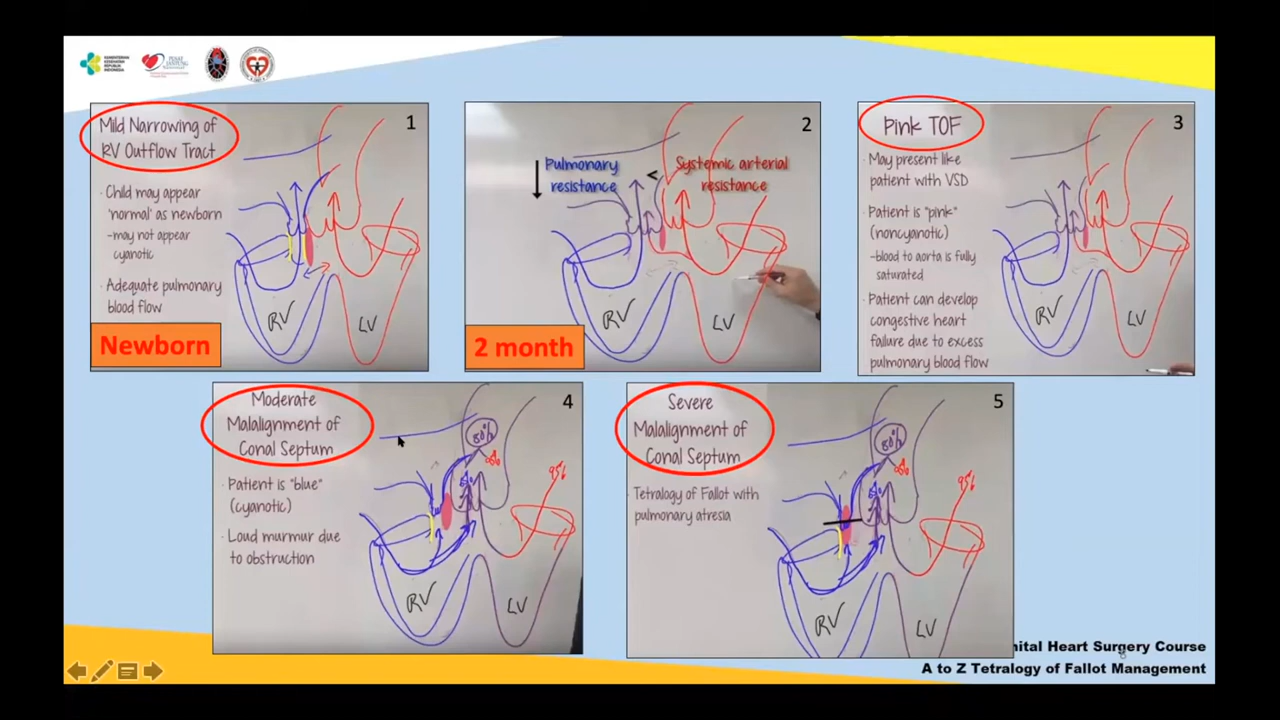 KEMENTERIAN
KESEHATAN
REPUBLIK
INDONESIA
Mild Narrowing of
RV Outflow Tract
1
· Child may appear
'normal' as newborn
-may not appear
cyanotic
· Adequate pulmonary
blood flow
Newborn
RV
LV
2
Pulmonary
resistance
<
Systemic arterial
resistance
2 month
RV
LV
Pink TOF
3
· May present like
patient with VSD
· Patient is "pink"
(noncyanotic)
-blood to aorta is fully
saturated
· Patient can develop
congestive heart
failure due to excess
pulmonary blood flow
RV
LV
Moderate
Malalignment of
Conal Septum
4
· Patient is "blue"
(cyanotic)
· Loud murmur due
to obstruction
80%
95%
RV
LV
Severe
Malalignment of
Conal Septum
5
· Tetralogy of Fallot with
pulmonary atresia
80%
95%
RV
LV
nital Heart Surgery Course
A to Z Tetralogy of Fallot Management